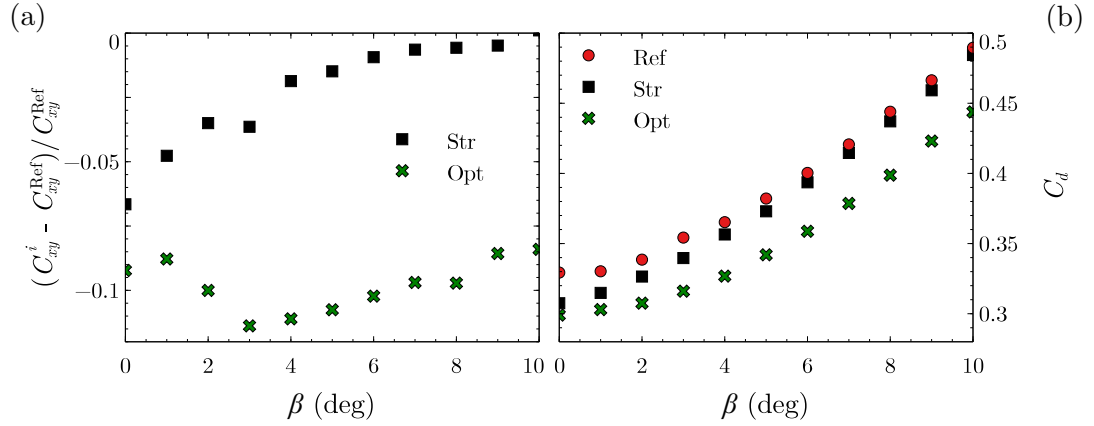 (a)
(b)
0
−0.05
−0.1
(C^i_xy - C^Ref_xy)/C^Ref_xy
Str
Opt
0 2 4 6 8 10
β (deg)
Ref
Str
Opt
0.5
0.45
0.4
0.35
0.3
C_d
0 2 4 6 8 10
β (deg)